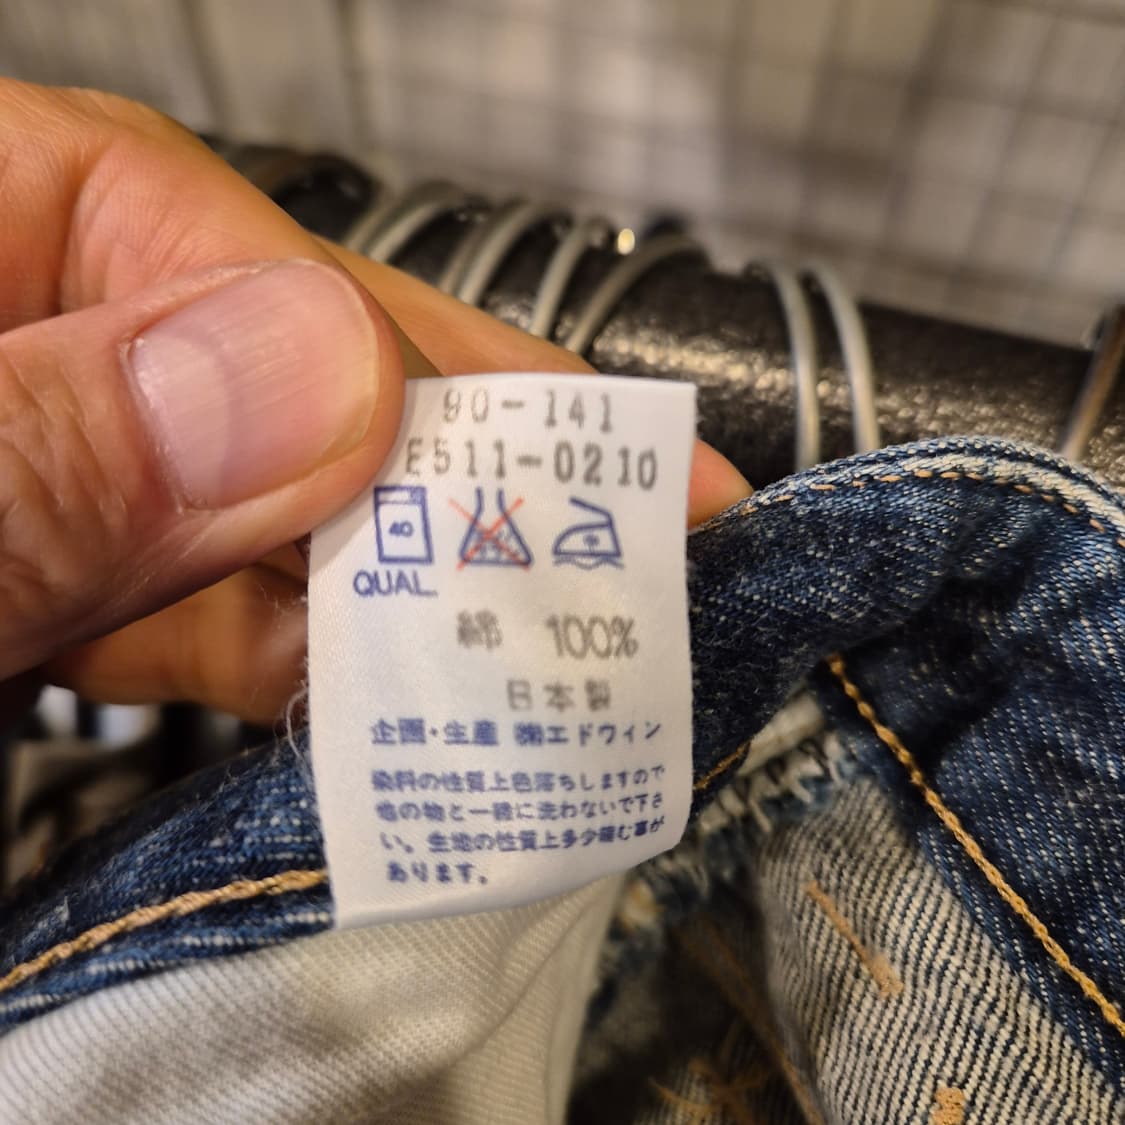 90-141
E511-0210
40
QUAL.
綿 100%
日本製
企画・生産 ㈱エドウィン
染料の性質上色落ちしますので
他の物と一緒に洗わないで下さ
い。生地の性質上多少縮む事が
あります。